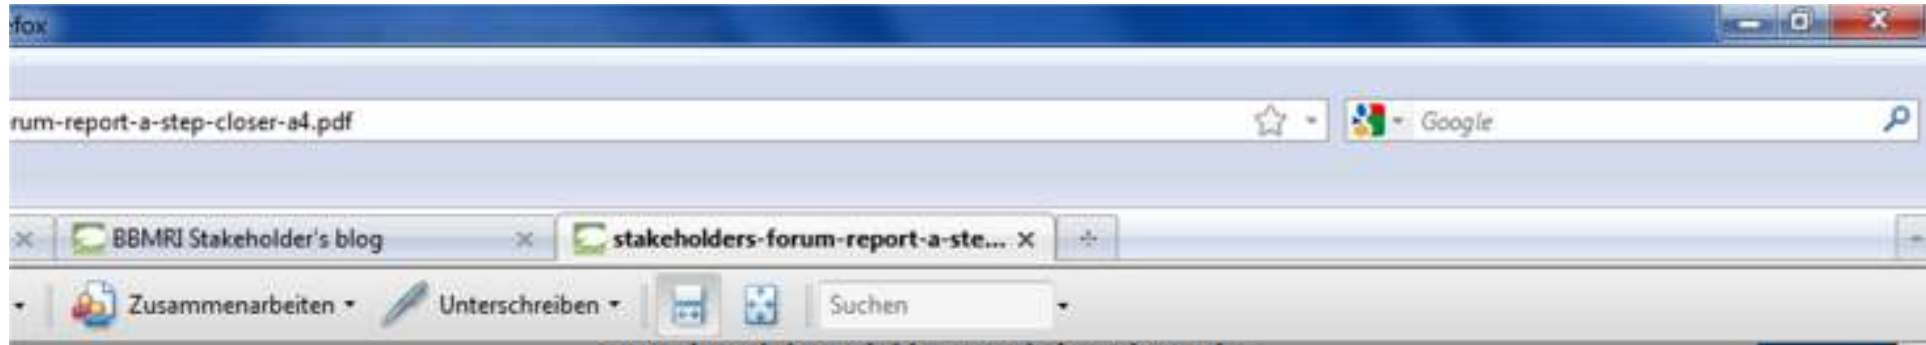 fox
rum-report-a-step-closer-a4.pdf
Google
BBMRI Stakeholder's blog
stakeholders-forum-report-a-ste...
Zusammenarbeiten
Unterschreiben
Suchen